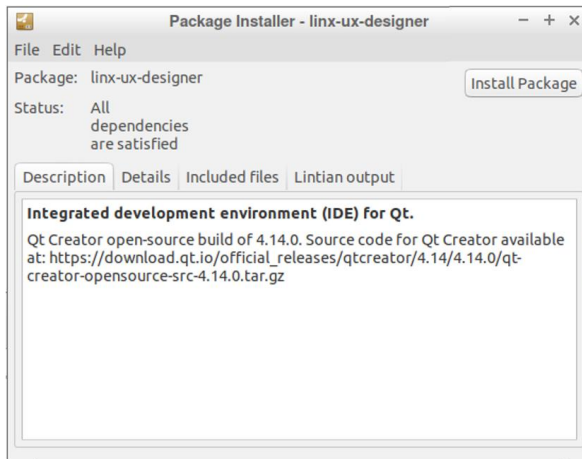 Package Installer - linx-ux-designer
File Edit Help
Package: linx-ux-designer
Install Package
Status: All
dependencies
are satisfied
Description Details Included files Lintian output
Integrated development environment (IDE) for Qt.
Qt Creator open-source build of 4.14.0. Source code for Qt Creator available
at: https://download.qt.io/official_releases/qtcreator/4.14/4.14.0/qt-
creator-opensource-src-4.14.0.tar.gz